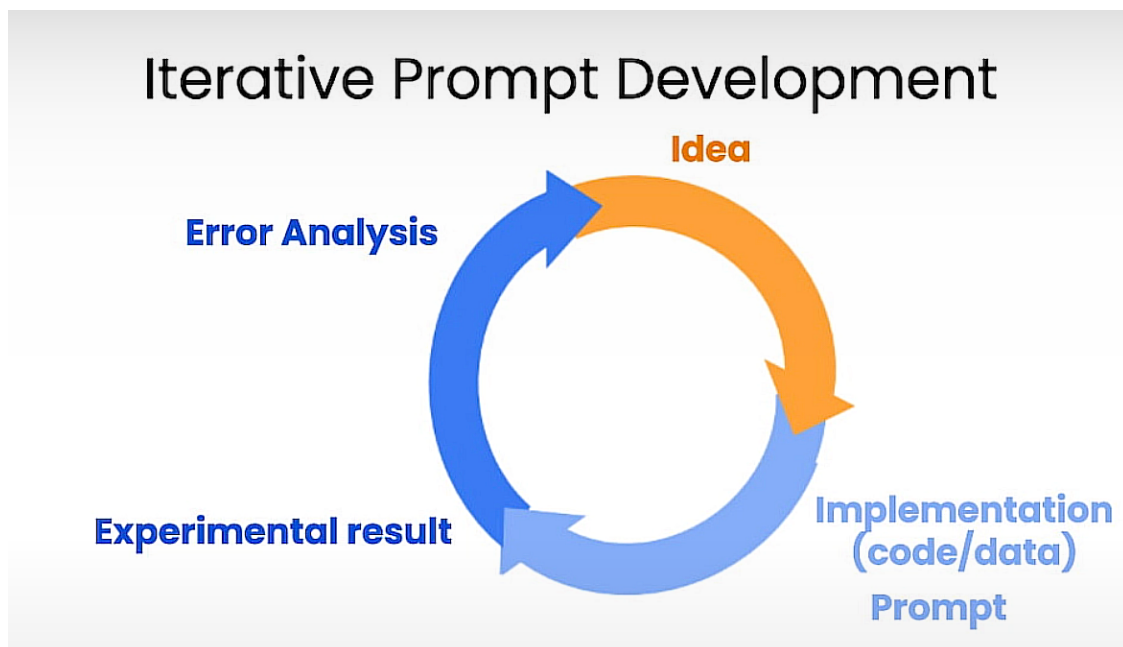 Iterative Prompt Development
Idea
Error Analysis
Experimental result
Implementation
(code/data)
Prompt